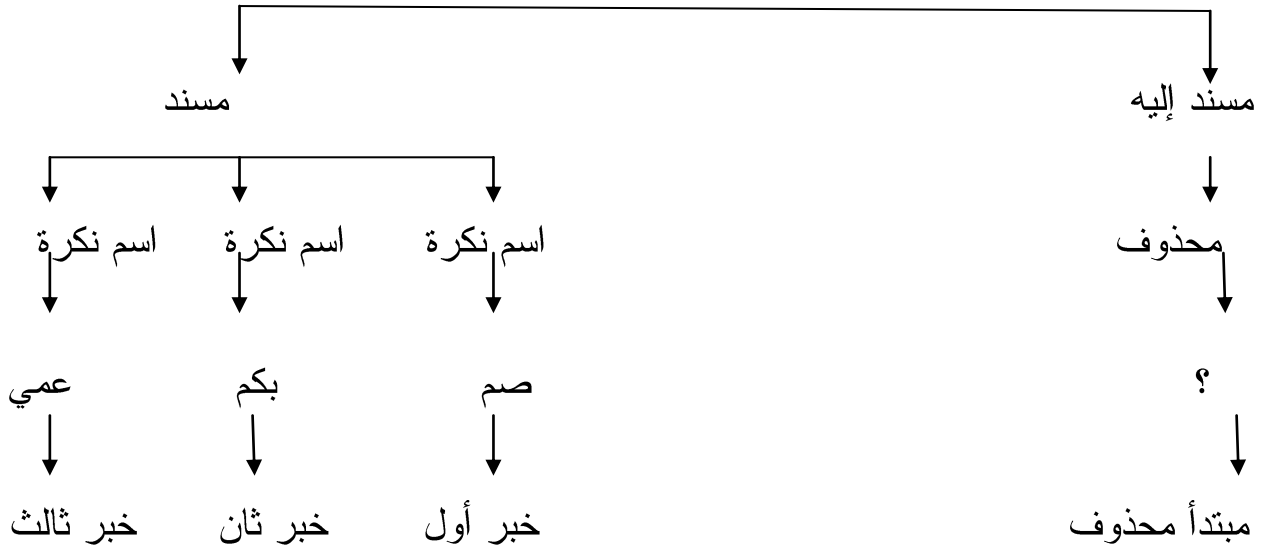 مسند إليه مسند
محذوف اسم نكرة اسم نكرة اسم نكرة
؟ صم بكم عمي
مبتدأ محذوف خبر أول خبر ثان خبر ثالث